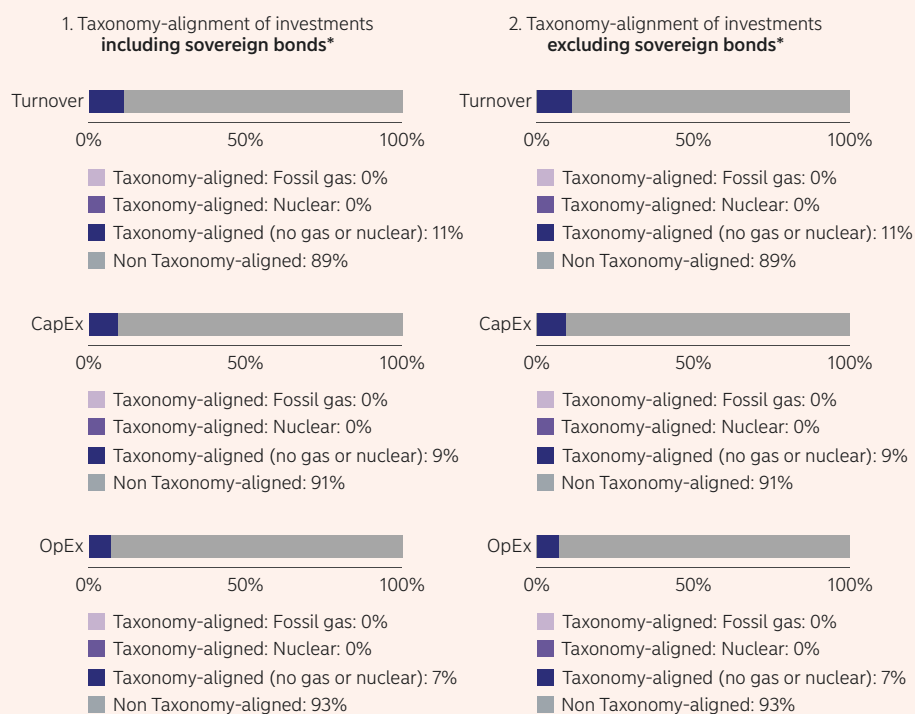 1. Taxonomy-alignment of investments
including sovereign bonds*
Turnover
0% 50% 100%
Taxonomy-aligned: Fossil gas: 0%
Taxonomy-aligned: Nuclear: 0%
Taxonomy-aligned (no gas or nuclear): 11%
Non Taxonomy-aligned: 89%
CapEx
0% 50% 100%
Taxonomy-aligned: Fossil gas: 0%
Taxonomy-aligned: Nuclear: 0%
Taxonomy-aligned (no gas or nuclear): 9%
Non Taxonomy-aligned: 91%
OpEx
0% 50% 100%
Taxonomy-aligned: Fossil gas: 0%
Taxonomy-aligned: Nuclear: 0%
Taxonomy-aligned (no gas or nuclear): 7%
Non Taxonomy-aligned: 93%
2. Taxonomy-alignment of investments
excluding sovereign bonds*
Turnover
0% 50% 100%
Taxonomy-aligned: Fossil gas: 0%
Taxonomy-aligned: Nuclear: 0%
Taxonomy-aligned (no gas or nuclear): 11%
Non Taxonomy-aligned: 89%
CapEx
0% 50% 100%
Taxonomy-aligned: Fossil gas: 0%
Taxonomy-aligned: Nuclear: 0%
Taxonomy-aligned (no gas or nuclear): 9%
Non Taxonomy-aligned: 91%
OpEx
0% 50% 100%
Taxonomy-aligned: Fossil gas: 0%
Taxonomy-aligned: Nuclear: 0%
Taxonomy-aligned (no gas or nuclear): 7%
Non Taxonomy-aligned: 93%